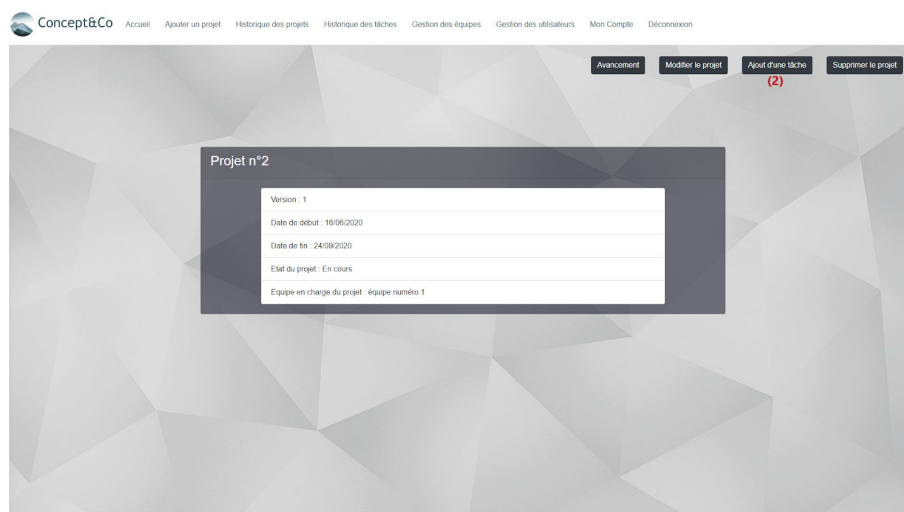 Concept&Co Accueil Ajouter un projet Historique des projets Historique des tâches Gestion des équipes Gestion des utilisateurs Mon Compte Déconnexion
Avancement Modifier le projet Ajout d'une tâche Supprimer le projet
(2)
Projet n°2
Version : 1
Date de début : 16/06/2020
Date de fin : 24/09/2020
Etat du projet : En cours
Equipe en charge du projet : équipe numéro 1